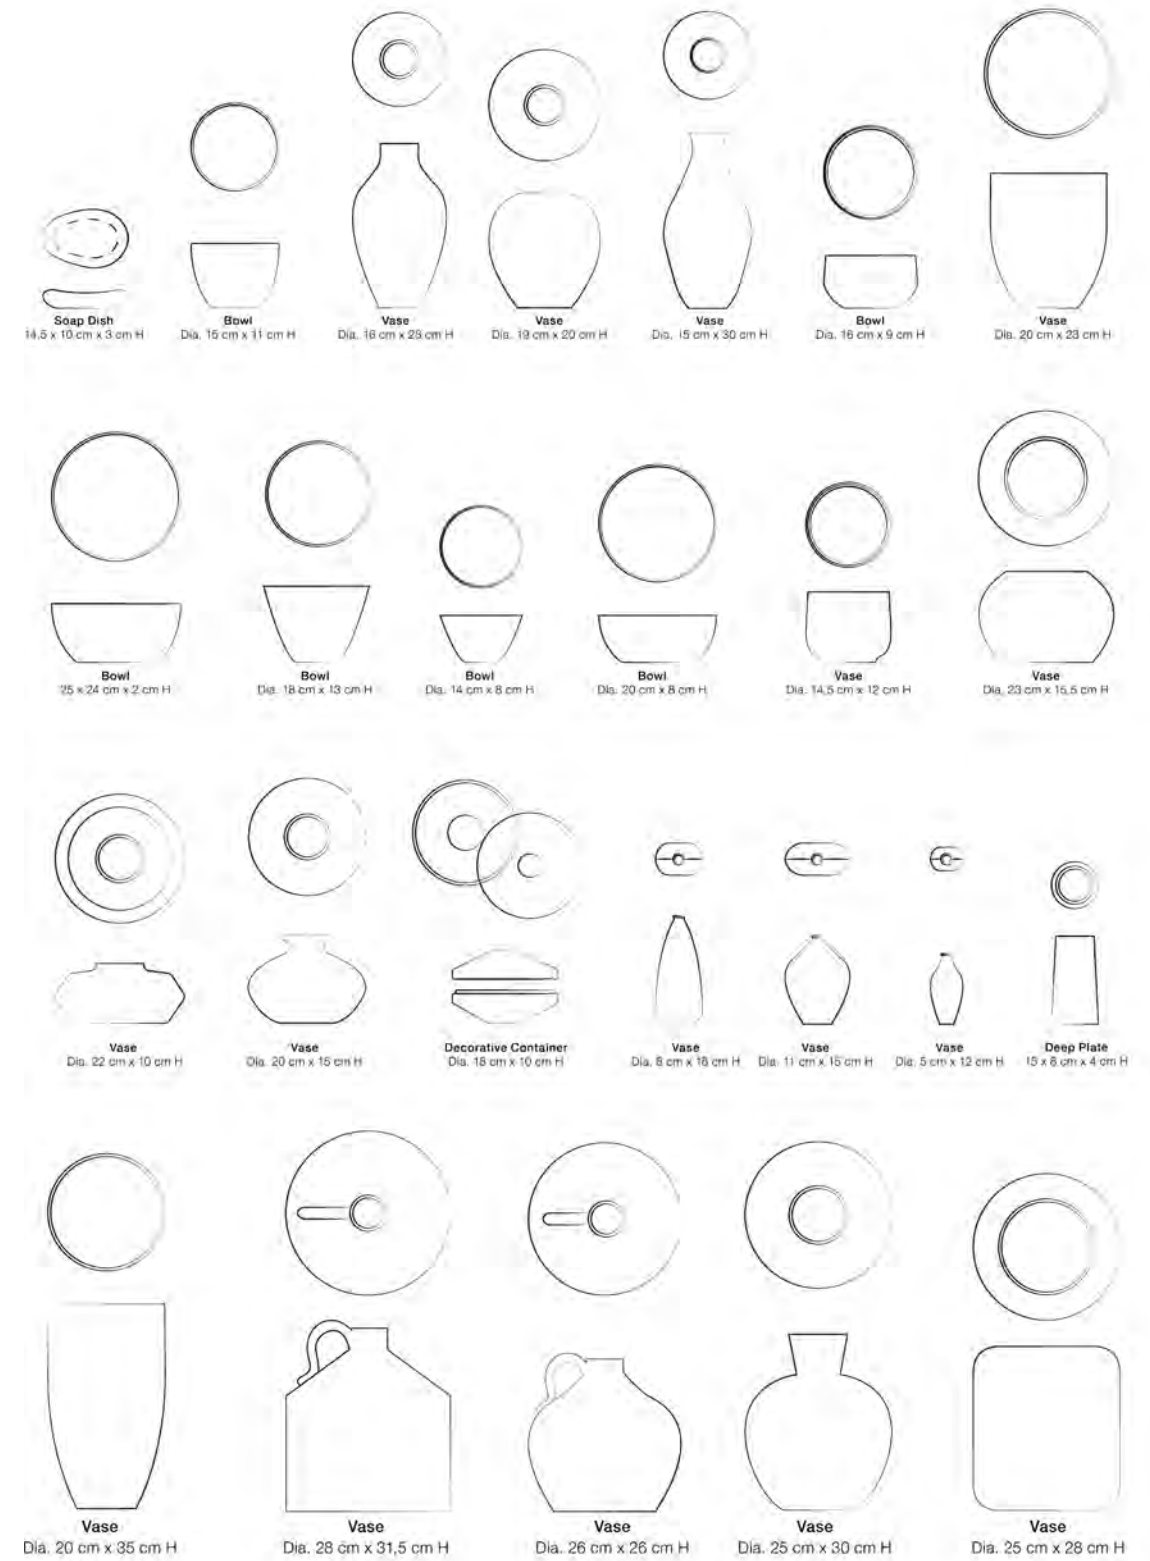 Soap Dish
14,5 x 10 cm x 3 cm H
Bowl
Dia. 15 cm x 11 cm H
Vase
Dia. 16 cm x 28 cm H
Vase
Dia. 19 cm x 20 cm H
Vase
Dia. 15 cm x 30 cm H
Bowl
Dia. 16 cm x 9 cm H
Vase
Dia. 20 cm x 23 cm H
Bowl
25 x 24 cm x 2 cm H
Bowl
Dia. 18 cm x 13 cm H
Bowl
Dia. 14 cm x 8 cm H
Bowl
Dia. 20 cm x 8 cm H
Vase
Dia. 14,5 cm x 12 cm H
Vase
Dia. 23 cm x 15,5 cm H
Vase
Dia. 22 cm x 10 cm H
Vase
Dia. 20 cm x 15 cm H
Decorative Container
Dia. 18 cm x 10 cm H
Vase
Dia. 8 cm x 18 cm H
Vase
Dia. 11 cm x 15 cm H
Vase
Dia. 5 cm x 12 cm H
Deep Plate
15 x 8 cm x 4 cm H
Vase
Dia. 20 cm x 35 cm H
Vase
Dia. 28 cm x 31,5 cm H
Vase
Dia. 26 cm x 26 cm H
Vase
Dia. 25 cm x 30 cm H
Vase
Dia. 25 cm x 28 cm H